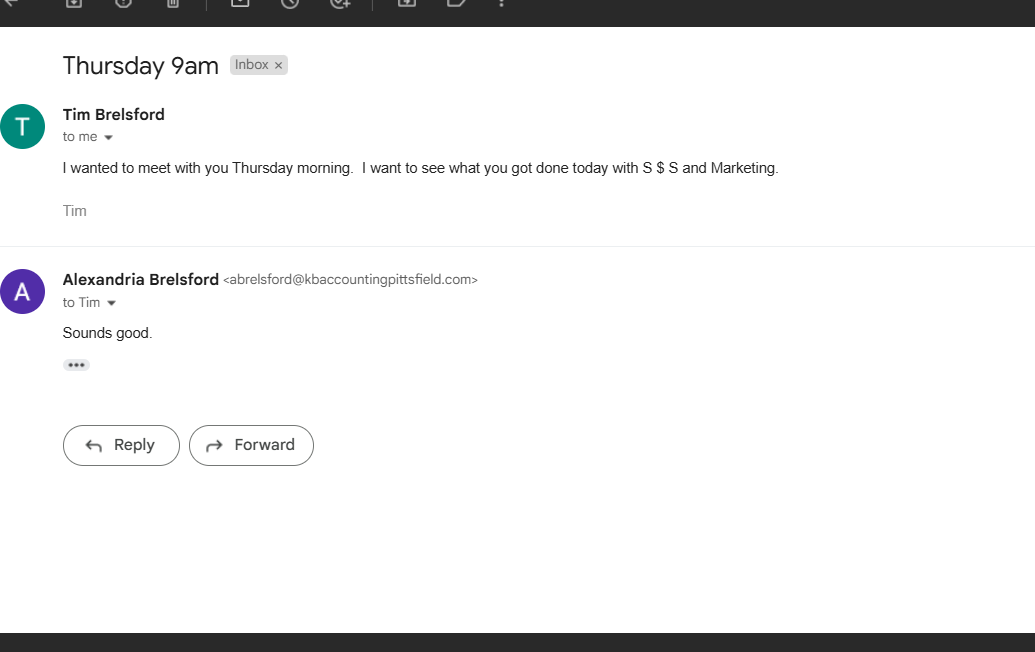 Thursday 9am Inbox ×
T
Tim Brelsford
to me
I wanted to meet with you Thursday morning.  I want to see what you got done today with S $ S and Marketing.
Tim
A
Alexandria Brelsford <abrelsford@kbaccountingpittsfield.com>
to Tim
Sounds good.
Reply Forward